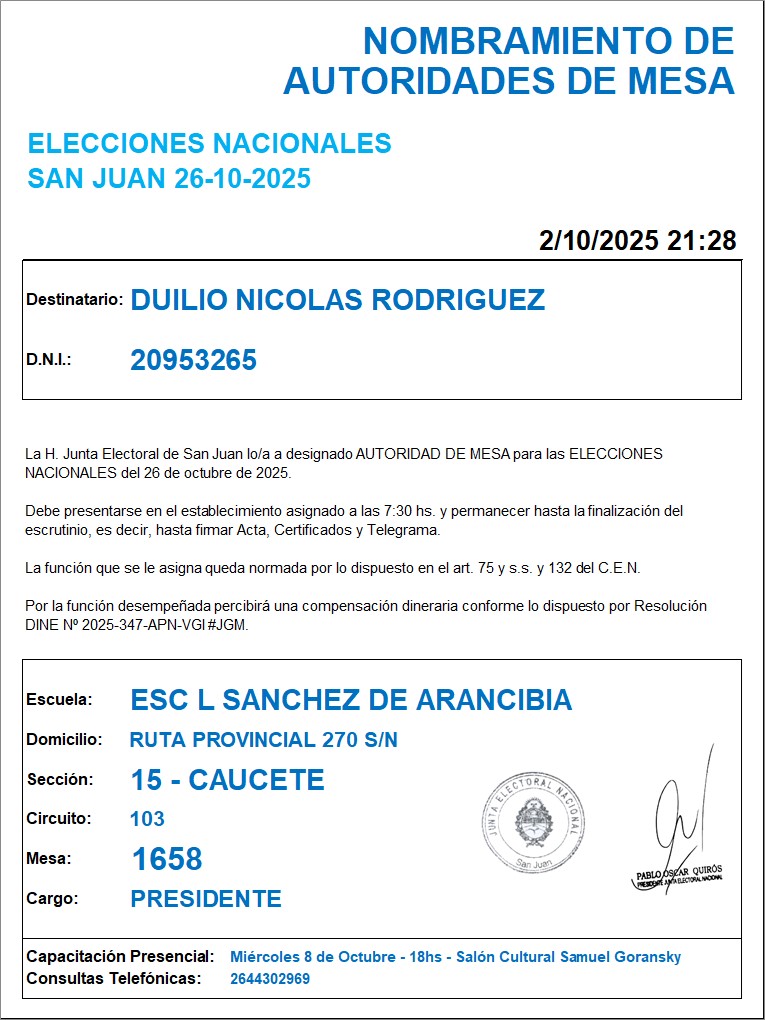 NOMBRAMIENTO DE
AUTORIDADES DE MESA
ELECCIONES NACIONALES
SAN JUAN 26-10-2025
2/10/2025 21:28
Destinatario: DUILIO NICOLAS RODRIGUEZ
D.N.I.: 20953265
La H. Junta Electoral de San Juan lo/a a designado AUTORIDAD DE MESA para las ELECCIONES
NACIONALES del 26 de octubre de 2025.
Debe presentarse en el establecimiento asignado a las 7:30 hs. y permanecer hasta la finalización del
escrutinio, es decir, hasta firmar Acta, Certificados y Telegrama.
La función que se le asigna queda normada por lo dispuesto en el art. 75 y s.s. y 132 del C.E.N.
Por la función desempeñada percibirá una compensación dineraria conforme lo dispuesto por Resolución
DINE Nº 2025-347-APN-VGI#JGM.
Escuela: ESC L SANCHEZ DE ARANCIBIA
Domicilio: RUTA PROVINCIAL 270 S/N
Sección: 15 - CAUCETE
Circuito: 103
Mesa: 1658
Cargo: PRESIDENTE
JUNTA ELECTORAL NACIONAL
San Juan
PABLO OSCAR QUIRÓS
PRESIDENTE JUNTA ELECTORAL NACIONAL
Capacitación Presencial: Miércoles 8 de Octubre - 18hs - Salón Cultural Samuel Goransky
Consultas Telefónicas: 2644302969